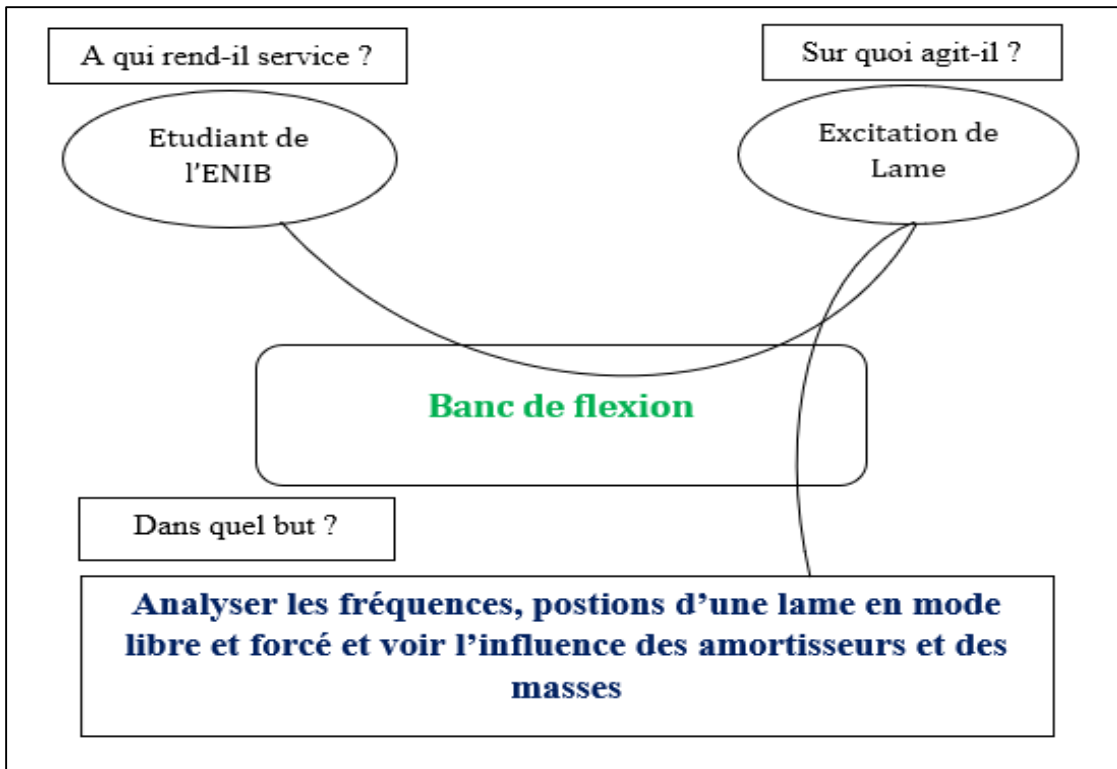 A qui rend-il service ?
Sur quoi agit-il ?
Etudiant de
l'ENIB
Excitation de
Lame
Banc de flexion
Dans quel but ?
Analyser les fréquences, postions d'une lame en mode
libre et forcé et voir l'influence des amortisseurs et des
masses